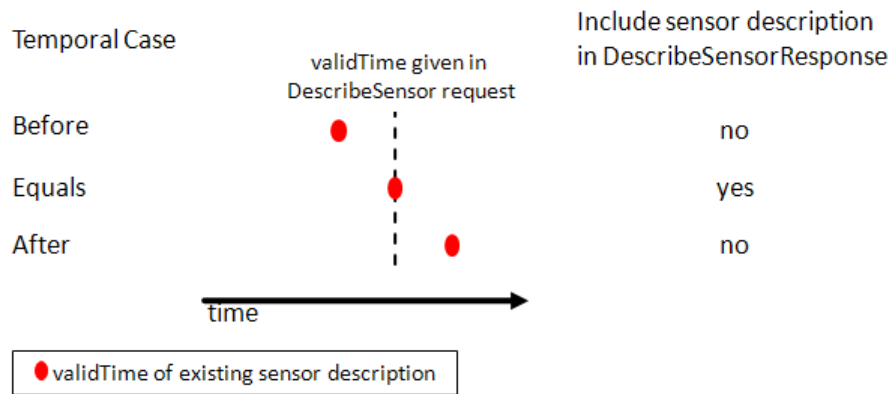 Temporal Case
validTime given in
DescribeSensor request
Include sensor description
in DescribeSensorResponse
Before
no
Equals
yes
After
no
time
validTime of existing sensor description